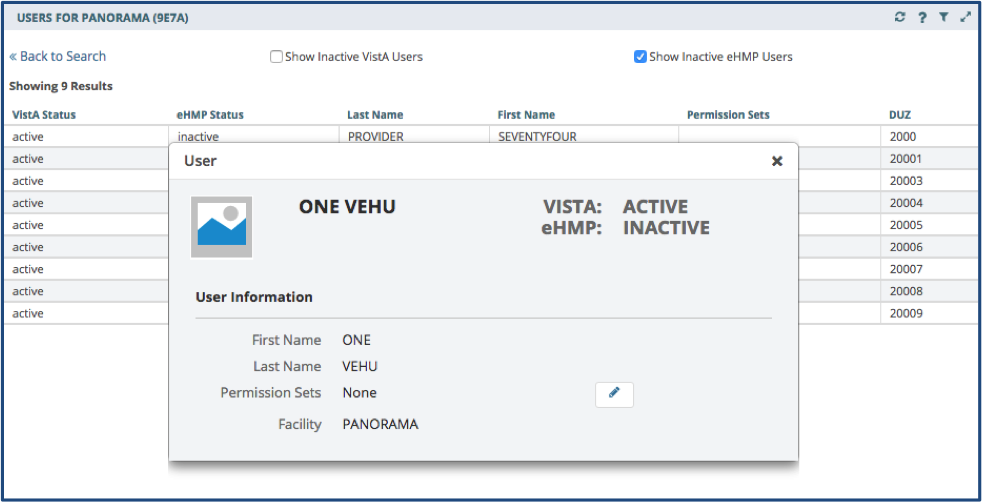 USERS FOR PANORAMA (9E7A)
« Back to Search Show Inactive VistA Users Show Inactive eHMP Users
Showing 9 Results
VistA Status eHMP Status Last Name First Name Permission Sets DUZ
active inactive PROVIDER SEVENTYFOUR 2000
active 20001
active 20003
active 20004
active 20005
active 20006
active 20007
active 20008
active 20009
User
ONE VEHU VISTA: ACTIVE
eHMP: INACTIVE
User Information
First Name ONE
Last Name VEHU
Permission Sets None
Facility PANORAMA